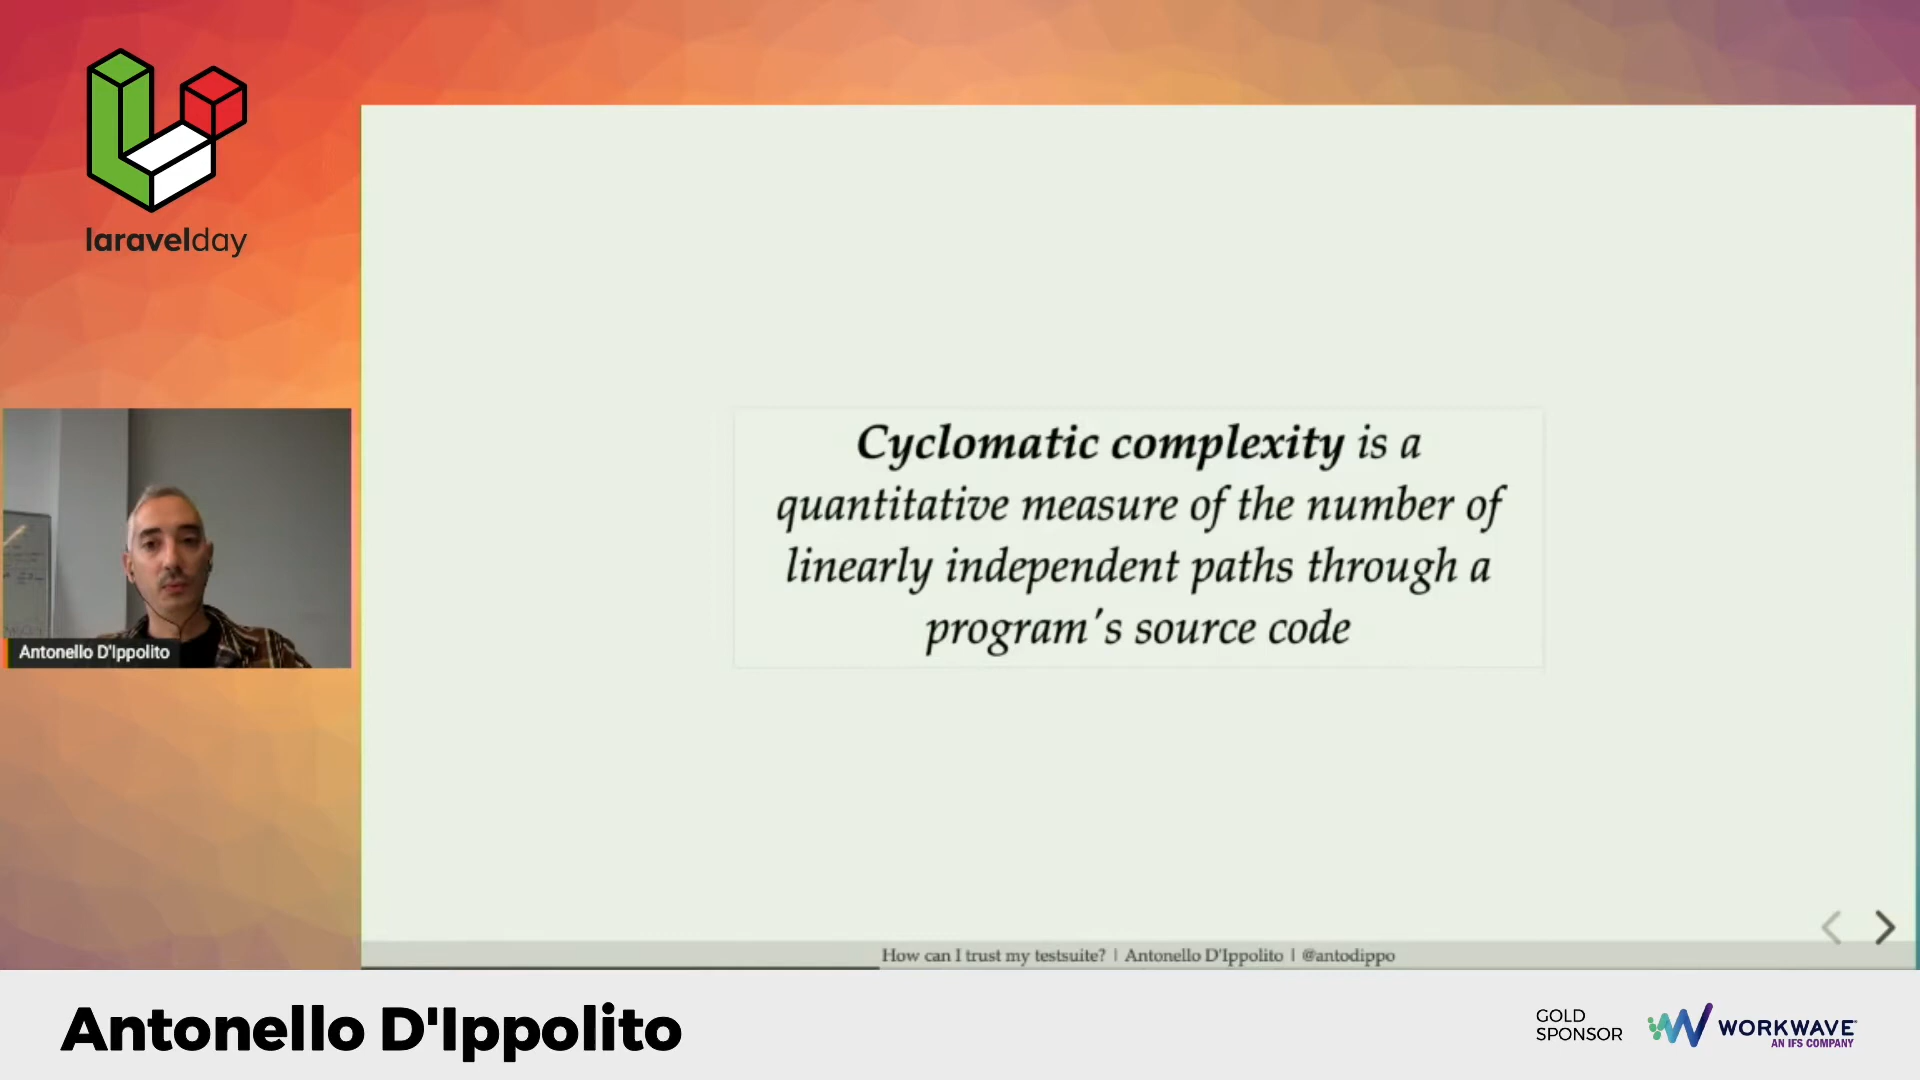 laravelday
Antonello D'Ippolito
Cyclomatic complexity is a
quantitative measure of the number of
linearly independent paths through a
program's source code
How can I trust my testsuite? | Antonello D'Ippolito | @antodippo
Antonello D'Ippolito
GOLD
SPONSOR
WORKWAVE
AN IFS COMPANY